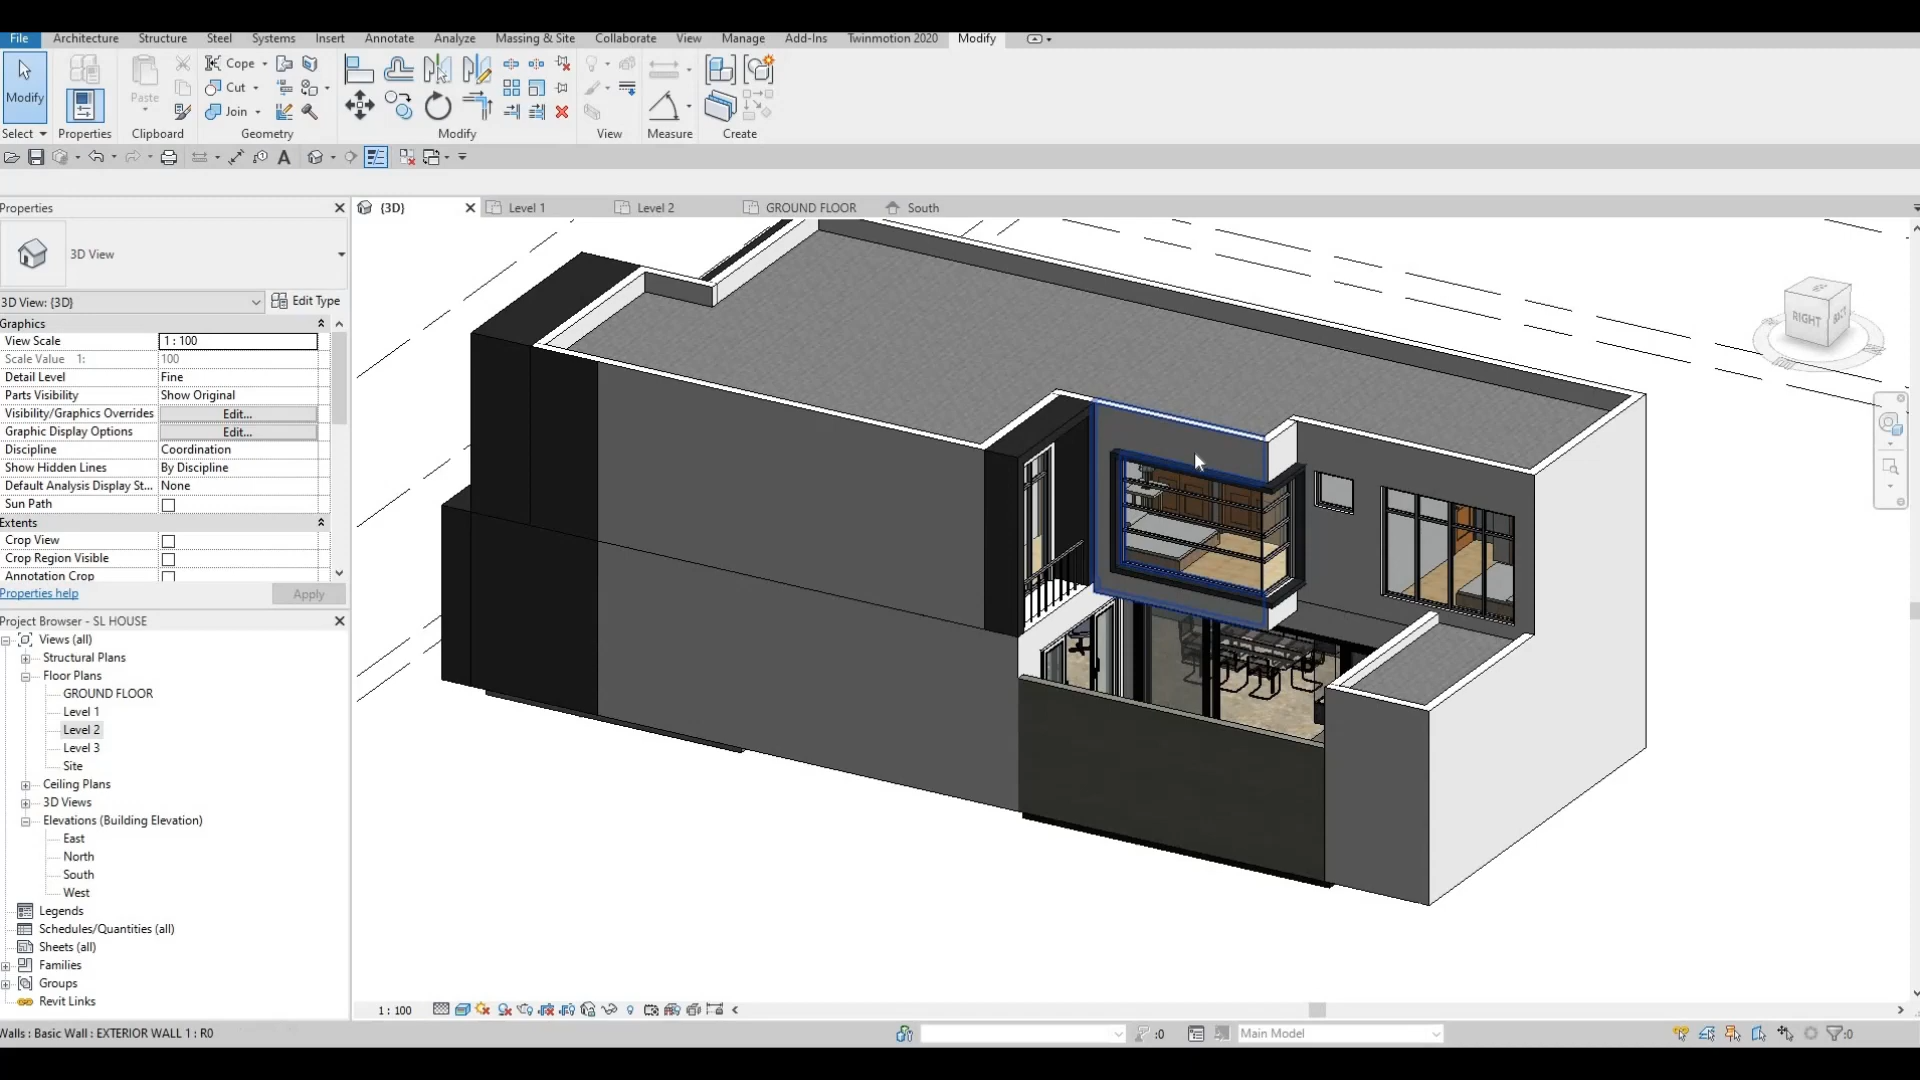 File Architecture Structure Steel Systems Insert Annotate Analyze Massing & Site Collaborate View Manage Add-Ins Twinmotion 2020 Modify
Modify Paste Cope
Cut
Join
Select Properties Clipboard Geometry Modify View Measure Create
Properties
3D View
3D View: {3D} Edit Type
Graphics
View Scale 1 : 100
Scale Value 1: 100
Detail Level Fine
Parts Visibility Show Original
Visibility/Graphics Overrides Edit...
Graphic Display Options Edit...
Discipline Coordination
Show Hidden Lines By Discipline
Default Analysis Display St... None
Sun Path
Extents
Crop View
Crop Region Visible
Annotation Crop
Properties help Apply
Project Browser - SL HOUSE
Views (all)
Structural Plans
Floor Plans
GROUND FLOOR
Level 1
Level 2
Level 3
Site
Ceiling Plans
3D Views
Elevations (Building Elevation)
East
North
South
West
Legends
Schedules/Quantities (all)
Sheets (all)
Families
Groups
Revit Links
{3D} Level 1 Level 2 GROUND FLOOR South
RIGHT
1 : 100
Walls : Basic Wall : EXTERIOR WALL 1 : R0 :0 Main Model :0